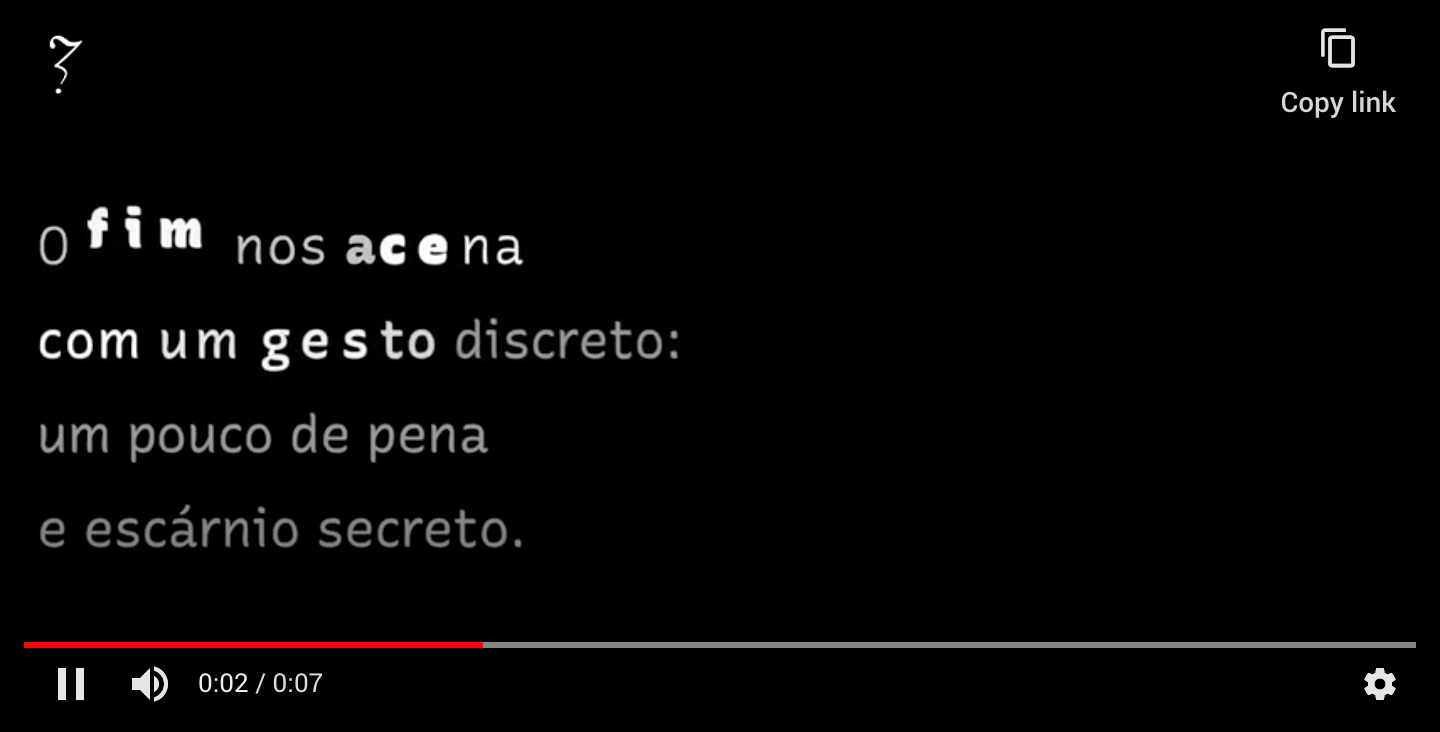 Copy link
O fim nos acena
com um gesto discreto:
um pouco de pena
e escárnio secreto.
0:02 / 0:07